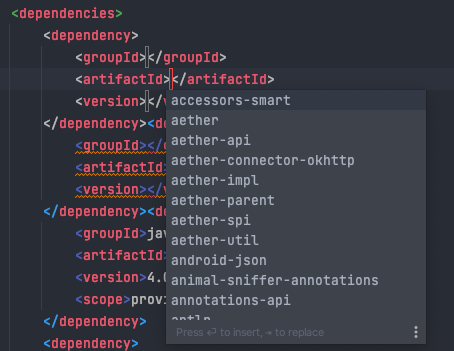 <dependencies>
<dependency>
<groupId></groupId>
<artifactId></artifactId>
<version></
</dependency><de
<groupId></
<artifactId>
<version></
</dependency><de
<groupId>jav
<artifactId>
<version>4.0
<scope>provi
</dependency>
<dependency>
accessors-smart
aether
aether-api
aether-connector-okhttp
aether-impl
aether-parent
aether-spi
aether-util
android-json
animal-sniffer-annotations
annotations-api
antlr
Press ⏎ to insert, ⇥ to replace